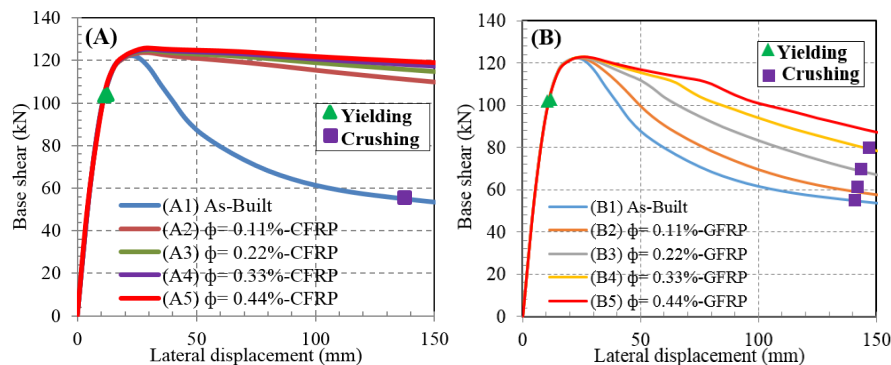 (A)
Base shear (kN)
140
120
100
80
60
40
20
0
Yielding
Crushing
(A1) As-Built
(A2) ϕ= 0.11%-CFRP
(A3) ϕ= 0.22%-CFRP
(A4) ϕ= 0.33%-CFRP
(A5) ϕ= 0.44%-CFRP
0 50 100 150
Lateral displacement (mm)
(B)
Base shear (kN)
140
120
100
80
60
40
20
0
Yielding
Crushing
(B1) As-Built
(B2) ϕ= 0.11%-GFRP
(B3) ϕ= 0.22%-GFRP
(B4) ϕ= 0.33%-GFRP
(B5) ϕ= 0.44%-GFRP
0 50 100 150
Lateral displacement (mm)